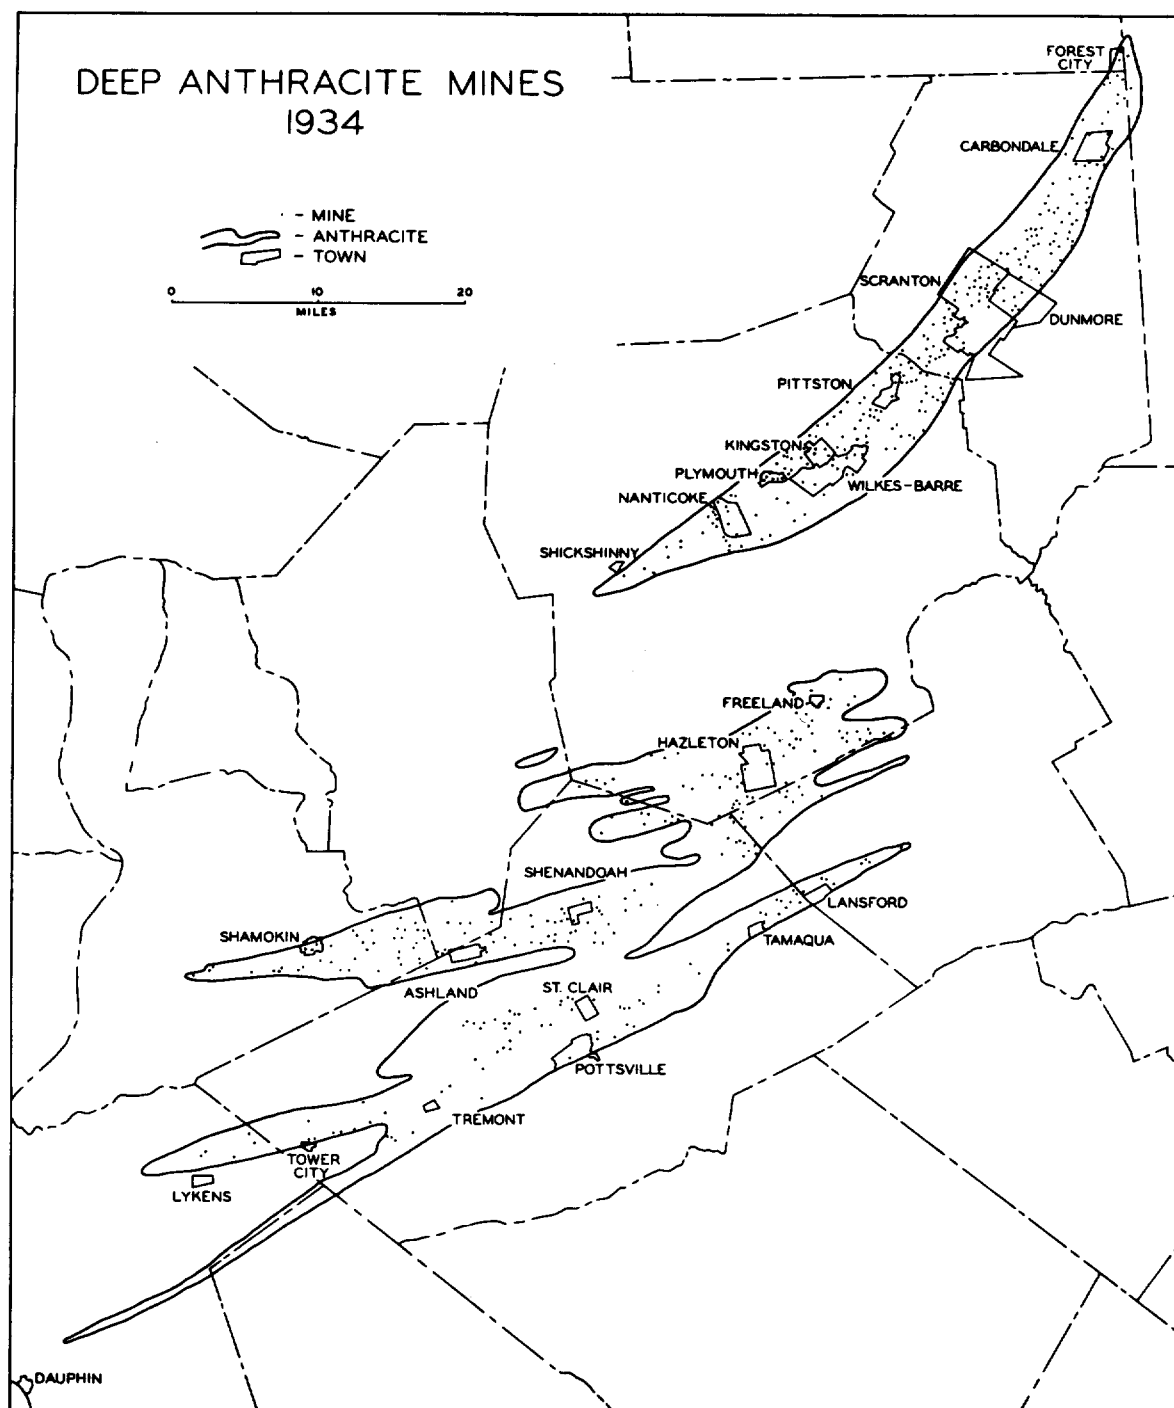 DEEP ANTHRACITE MINES
1934
- MINE
- ANTHRACITE
- TOWN
0 10 20
MILES
FOREST
CITY
CARBONDALE
SCRANTON
DUNMORE
PITTSTON
KINGSTON
PLYMOUTH
WILKES-BARRE
NANTICOKE
SHICKSHINNY
FREELAND
HAZLETON
SHENANDOAH
LANSFORD
SHAMOKIN
TAMAQUA
ASHLAND
ST. CLAIR
POTTSVILLE
TREMONT
TOWER
CITY
LYKENS
DAUPHIN